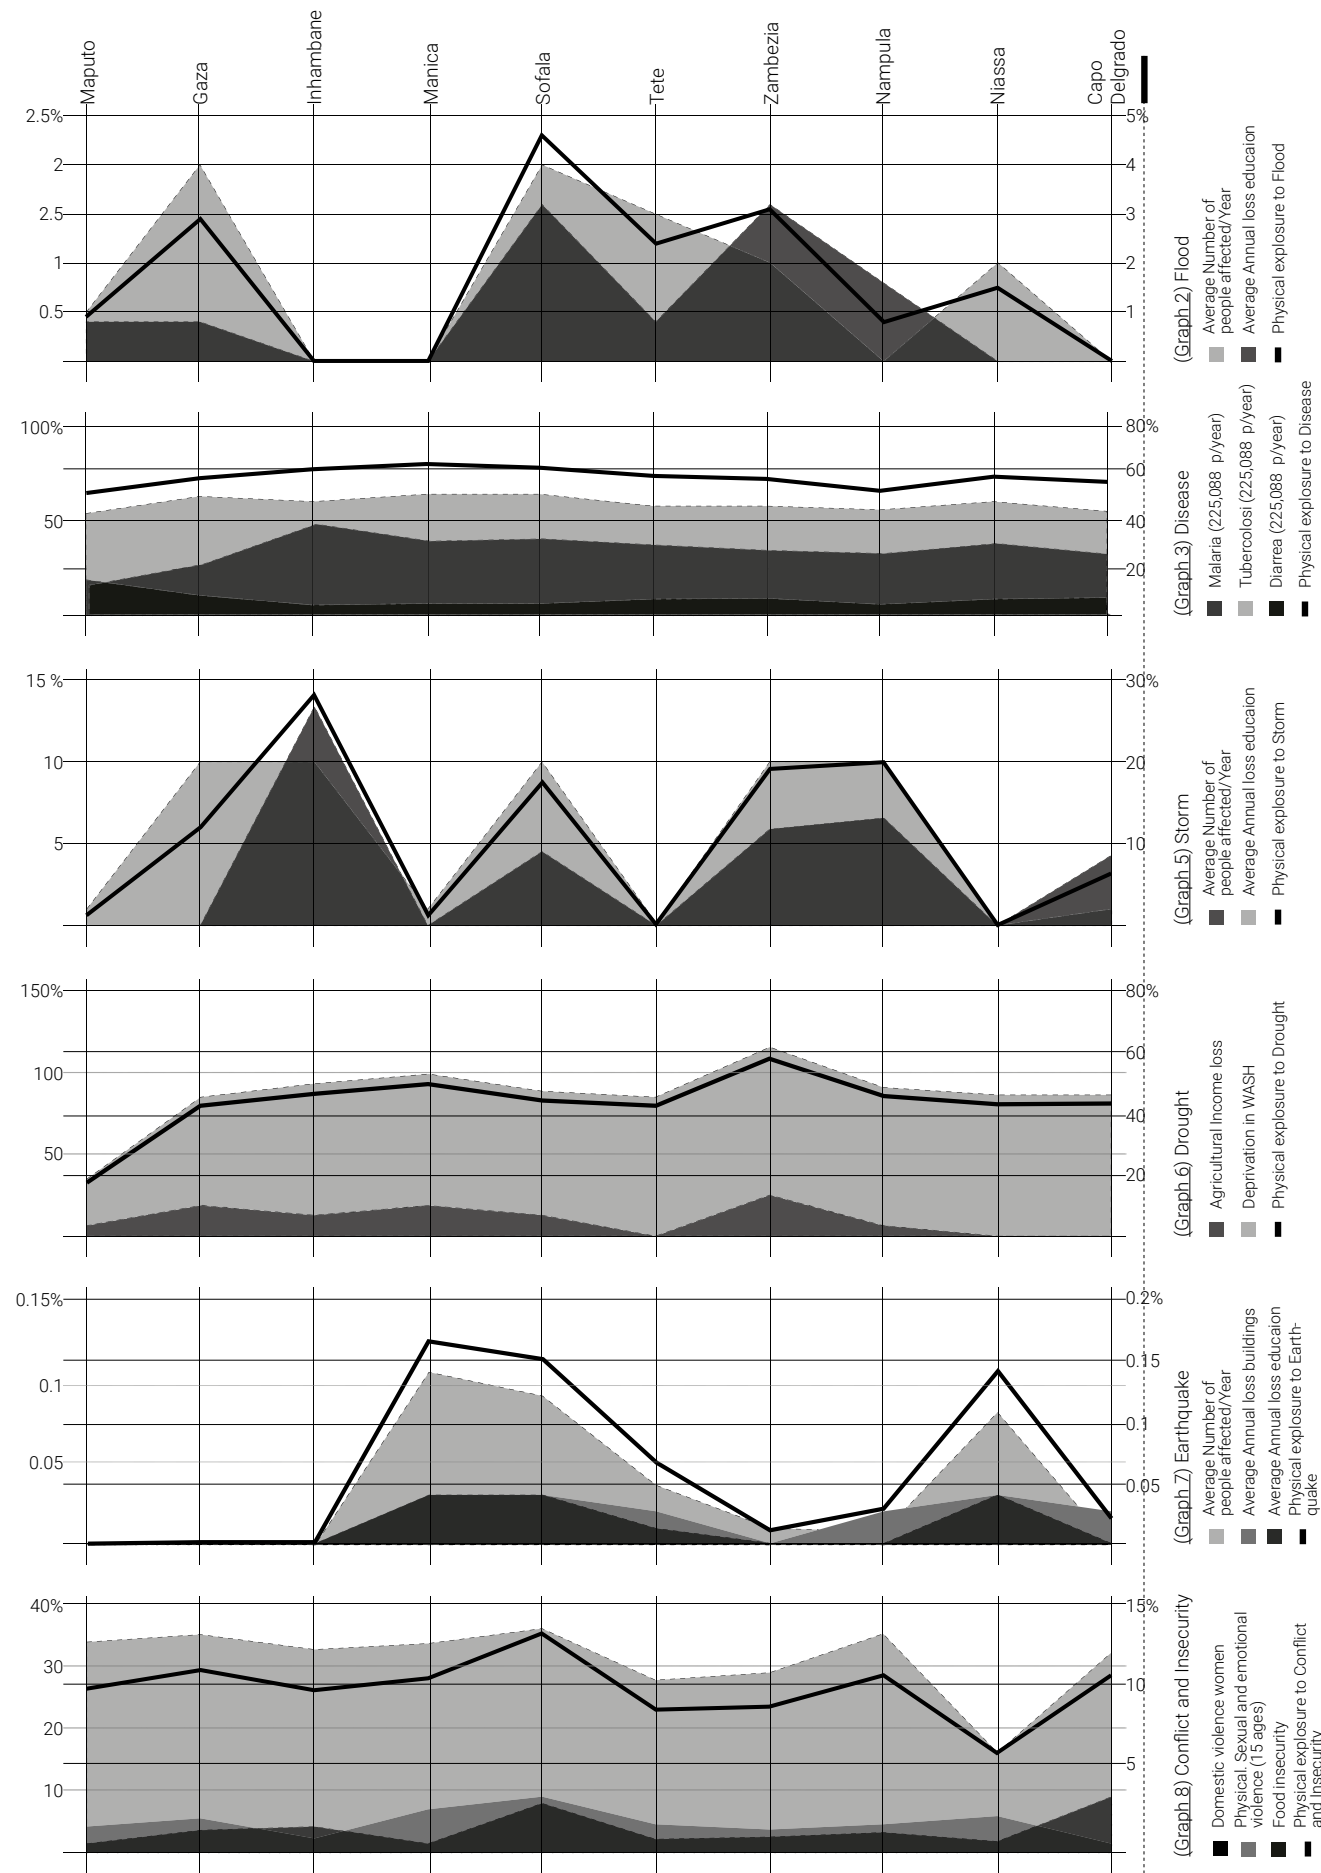 Maputo
Gaza
Inhambane
Manica
Sofala
Tete
Zambezia
Nampula
Niassa
Capo
Delgrado
2.5%
2
2.5
1
0.5
5%
4
3
2
1
(Graph 2) Flood
Average Number of
people affected/Year
Average Annual loss educaion
Physical explosure to Flood
100%
50
80%
60
40
20
(Graph 3) Disease
Malaria (225,088 p/year)
Tubercolosi (225,088 p/year)
Diarrea (225,088 p/year)
Physical explosure to Disease
15 %
10
5
30%
20
10
(Graph 5) Storm
Average Number of
people affected/Year
Average Annual loss educaion
Physical explosure to Storm
150%
100
50
80%
60
40
20
(Graph 6) Drought
Agricultural Income loss
Deprivation in WASH
Physical explosure to Drought
0.15%
0.1
0.05
0.2%
0.15
0.1
0.05
(Graph 7) Earthquake
Average Number of
people affected/Year
Average Annual loss buildings
Average Annual loss educaion
Physical explosure to Earth-
quake
40%
30
20
10
15%
10
5
(Graph 8) Conflict and Insecurity
Domestic violence women
Physical. Sexual and emotional
violence (15 ages)
Food insecurity
Physical explosure to Conflict
and Insecurity